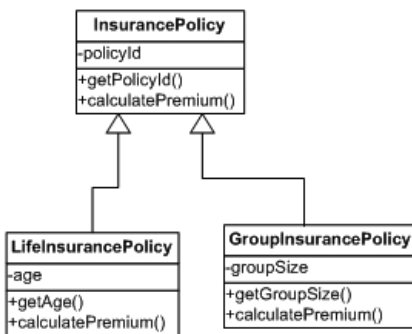 InsurancePolicy
-policyId
+getPolicyId()
+calculatePremium()
LifeInsurancePolicy
-age
+getAge()
+calculatePremium()
GroupInsurancePolicy
-groupSize
+getGroupSize()
+calculatePremium()